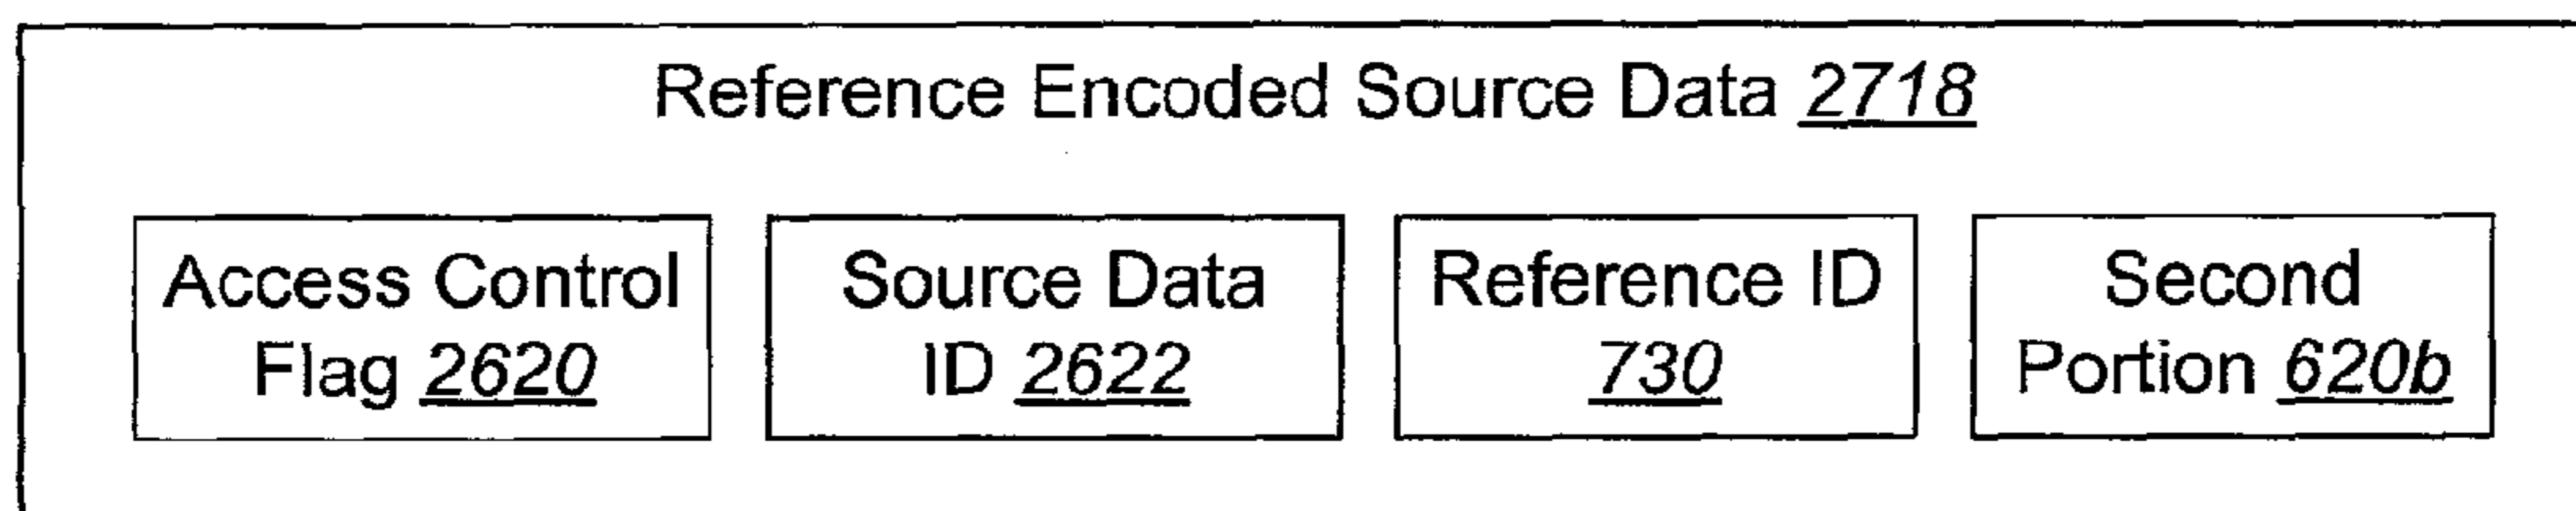 Reference Encoded Source Data 2718
Access Control
Flag 2620
Source Data
ID 2622
Reference ID
730
Second
Portion 620b